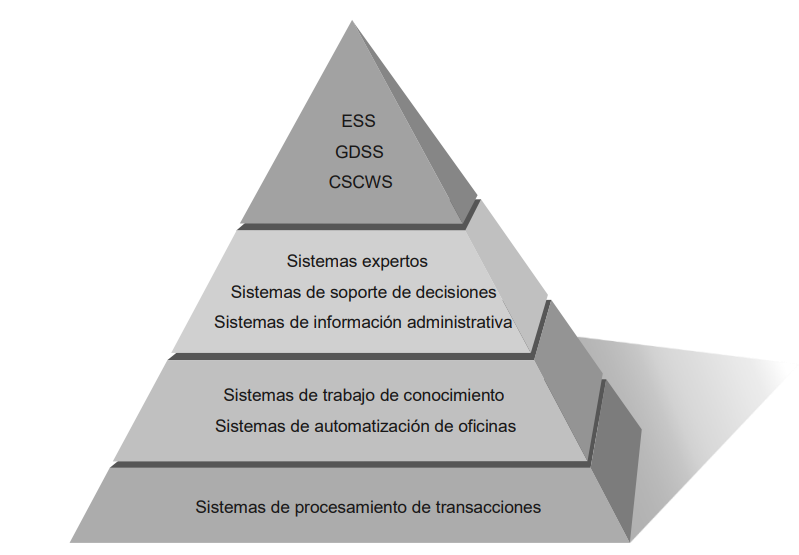 ESS
GDSS
CSCWS
Sistemas expertos
Sistemas de soporte de decisiones
Sistemas de información administrativa
Sistemas de trabajo de conocimiento
Sistemas de automatización de oficinas
Sistemas de procesamiento de transacciones